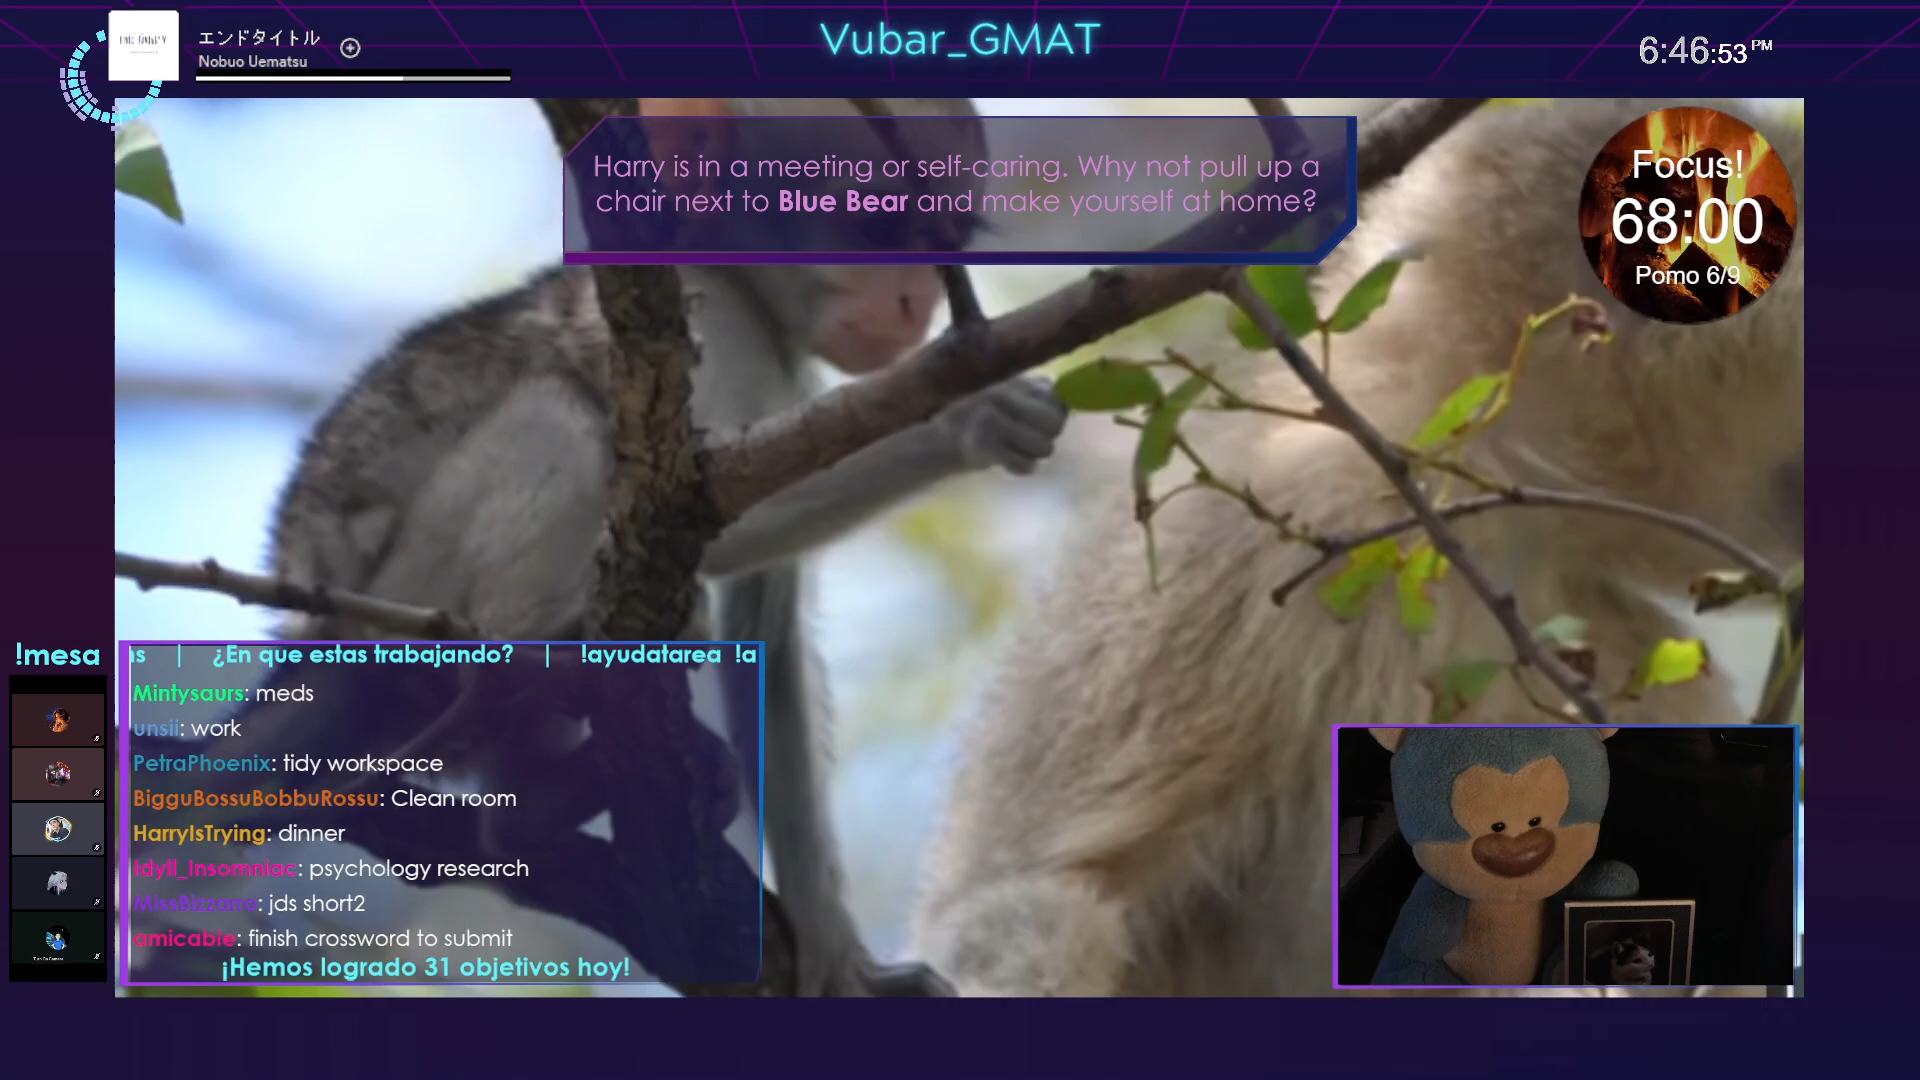 エンドタイトル
Nobuo Uematsu
Vubar_GMAT
6:46:53 PM
Harry is in a meeting or self-caring. Why not pull up a
chair next to Blue Bear and make yourself at home?
Focus!
68:00
Pomo 6/9
!mesa
ns | ¿En que estas trabajando? | !ayudatarea !a
Mintysaurs: meds
unsii: work
PetraPhoenix: tidy workspace
BigguBossuBobbuRossu: Clean room
HarryIsTrying: dinner
Idyll_Insomniac: psychology research
MissBizzarre: jds short2
amicable: finish crossword to submit
¡Hemos logrado 31 objetivos hoy!